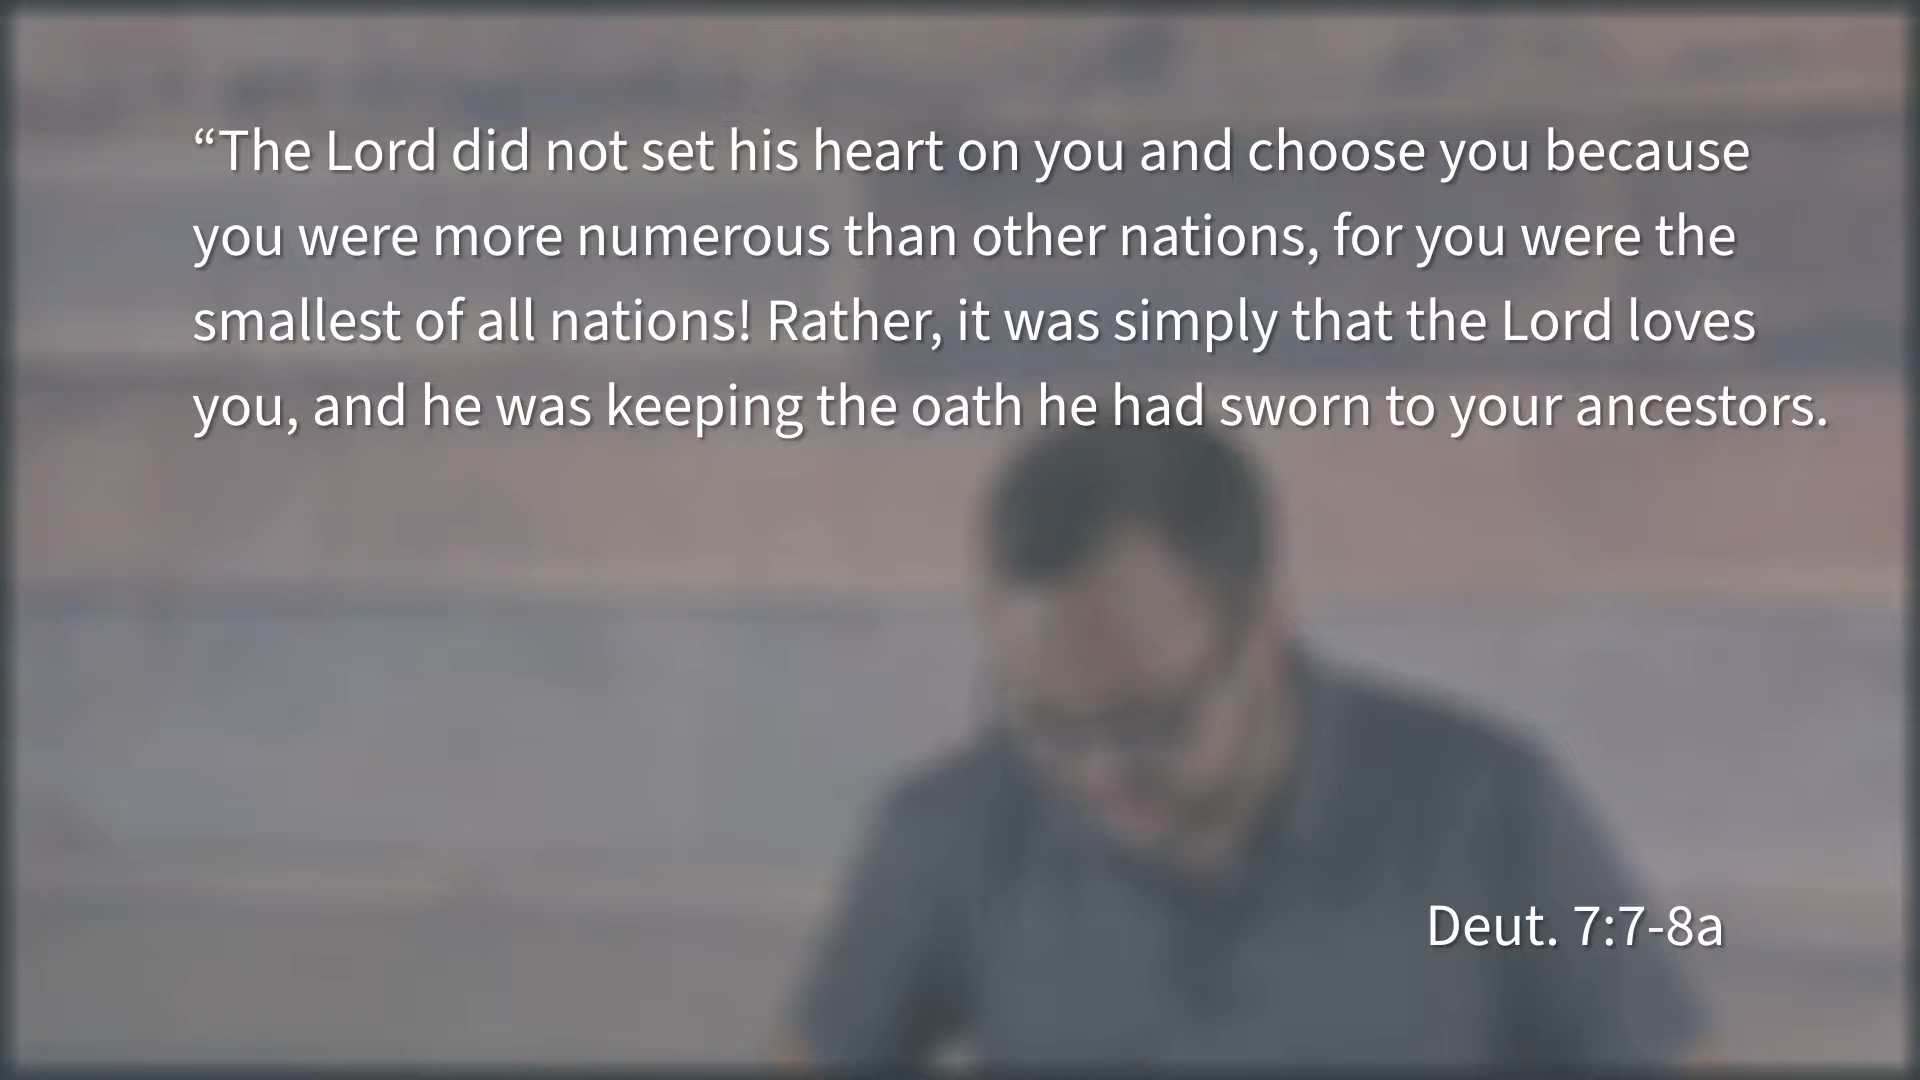 “The Lord did not set his heart on you and choose you because
you were more numerous than other nations, for you were the
smallest of all nations! Rather, it was simply that the Lord loves
you, and he was keeping the oath he had sworn to your ancestors.
Deut. 7:7-8a